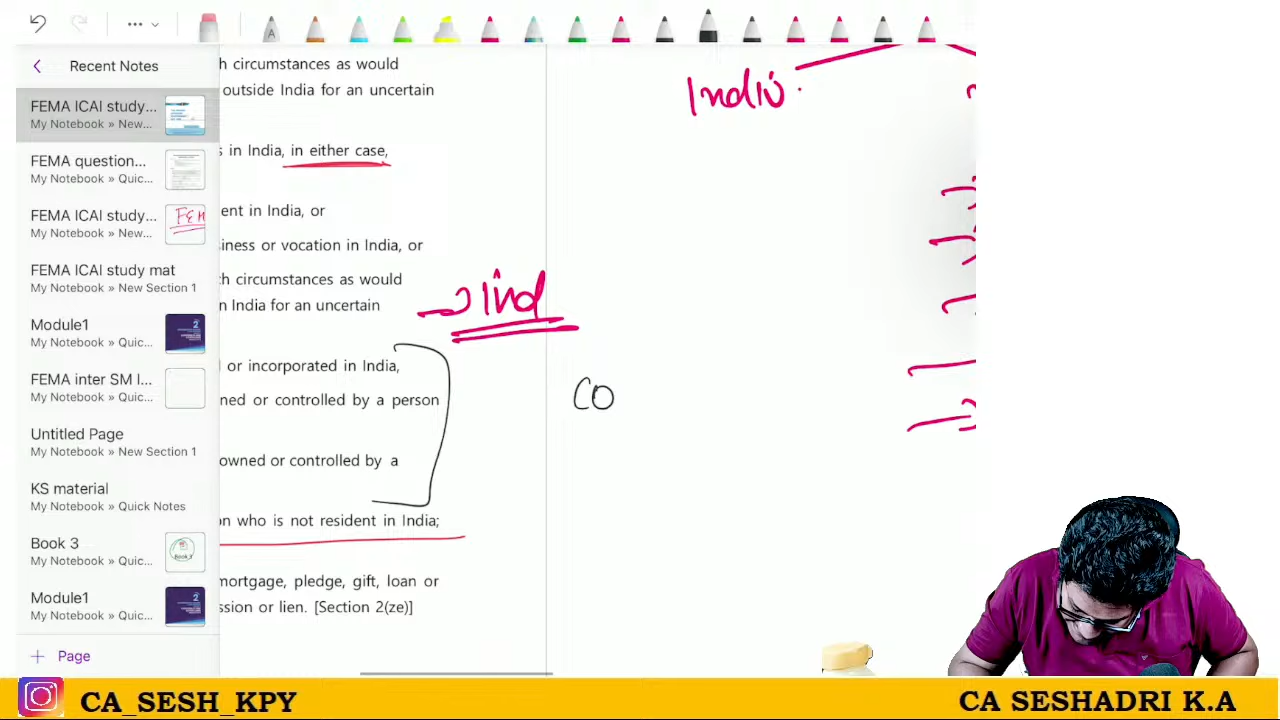 A
Recent Notes
FEMA ICAI study...
My Notebook » New...
FEMA question...
My Notebook » Quic...
FEMA ICAI study...
My Notebook » New...
FEM
FEMA ICAI study mat
My Notebook » New Section 1
Module1
My Notebook » Quic...
2
FEMA inter SM I...
My Notebook » Quic...
Untitled Page
My Notebook » New Section 1
KS material
My Notebook » Quick Notes
Book 3
My Notebook » Quic...
Book 3
Module1
My Notebook » Quic...
2
+ Page
h circumstances as would
outside India for an uncertain
s in India, in either case,
ent in India, or
iness or vocation in India, or
h circumstances as would
n India for an uncertain
or incorporated in India,
ned or controlled by a person
owned or controlled by a
on who is not resident in India;
mortgage, pledge, gift, loan or
ssion or lien. [Section 2(ze)]
Indiv.
Ind
CO
CA_SESH_KPY
CA SESHADRI K.A